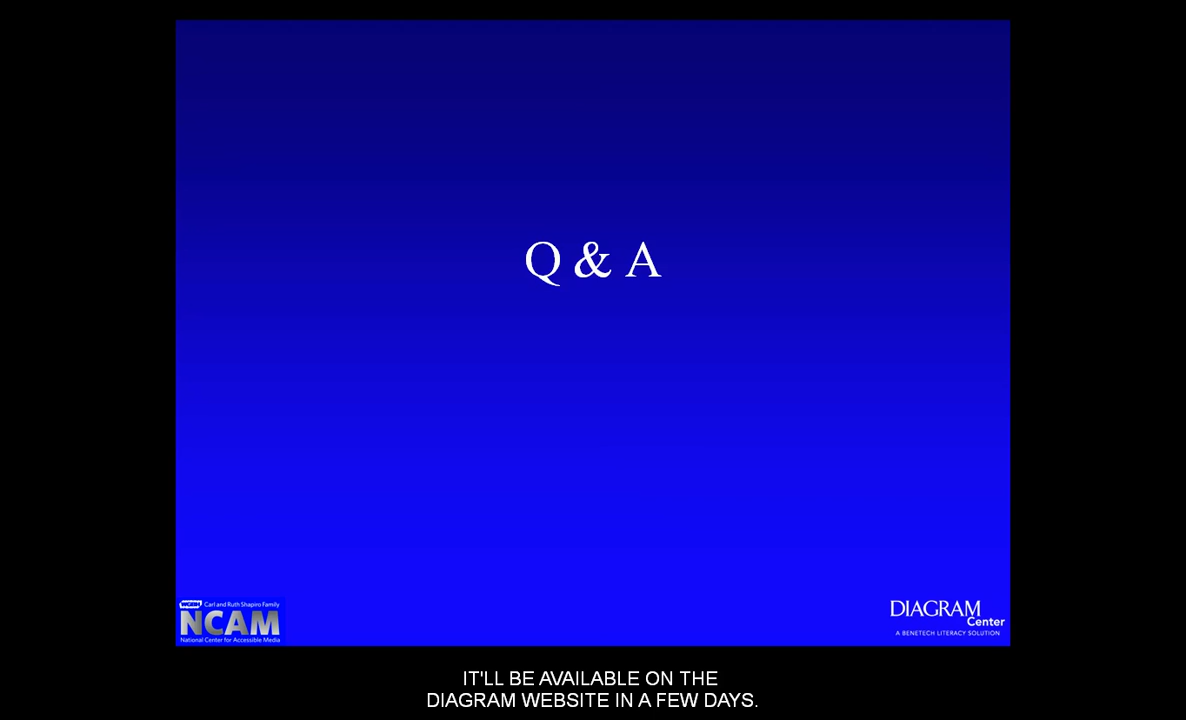 Q & A
WGBH Carl and Ruth Shapiro Family
NCAM
National Center for Accessible Media
DIAGRAM
Center
A BENETECH LITERACY SOLUTION
IT'LL BE AVAILABLE ON THE
DIAGRAM WEBSITE IN A FEW DAYS.